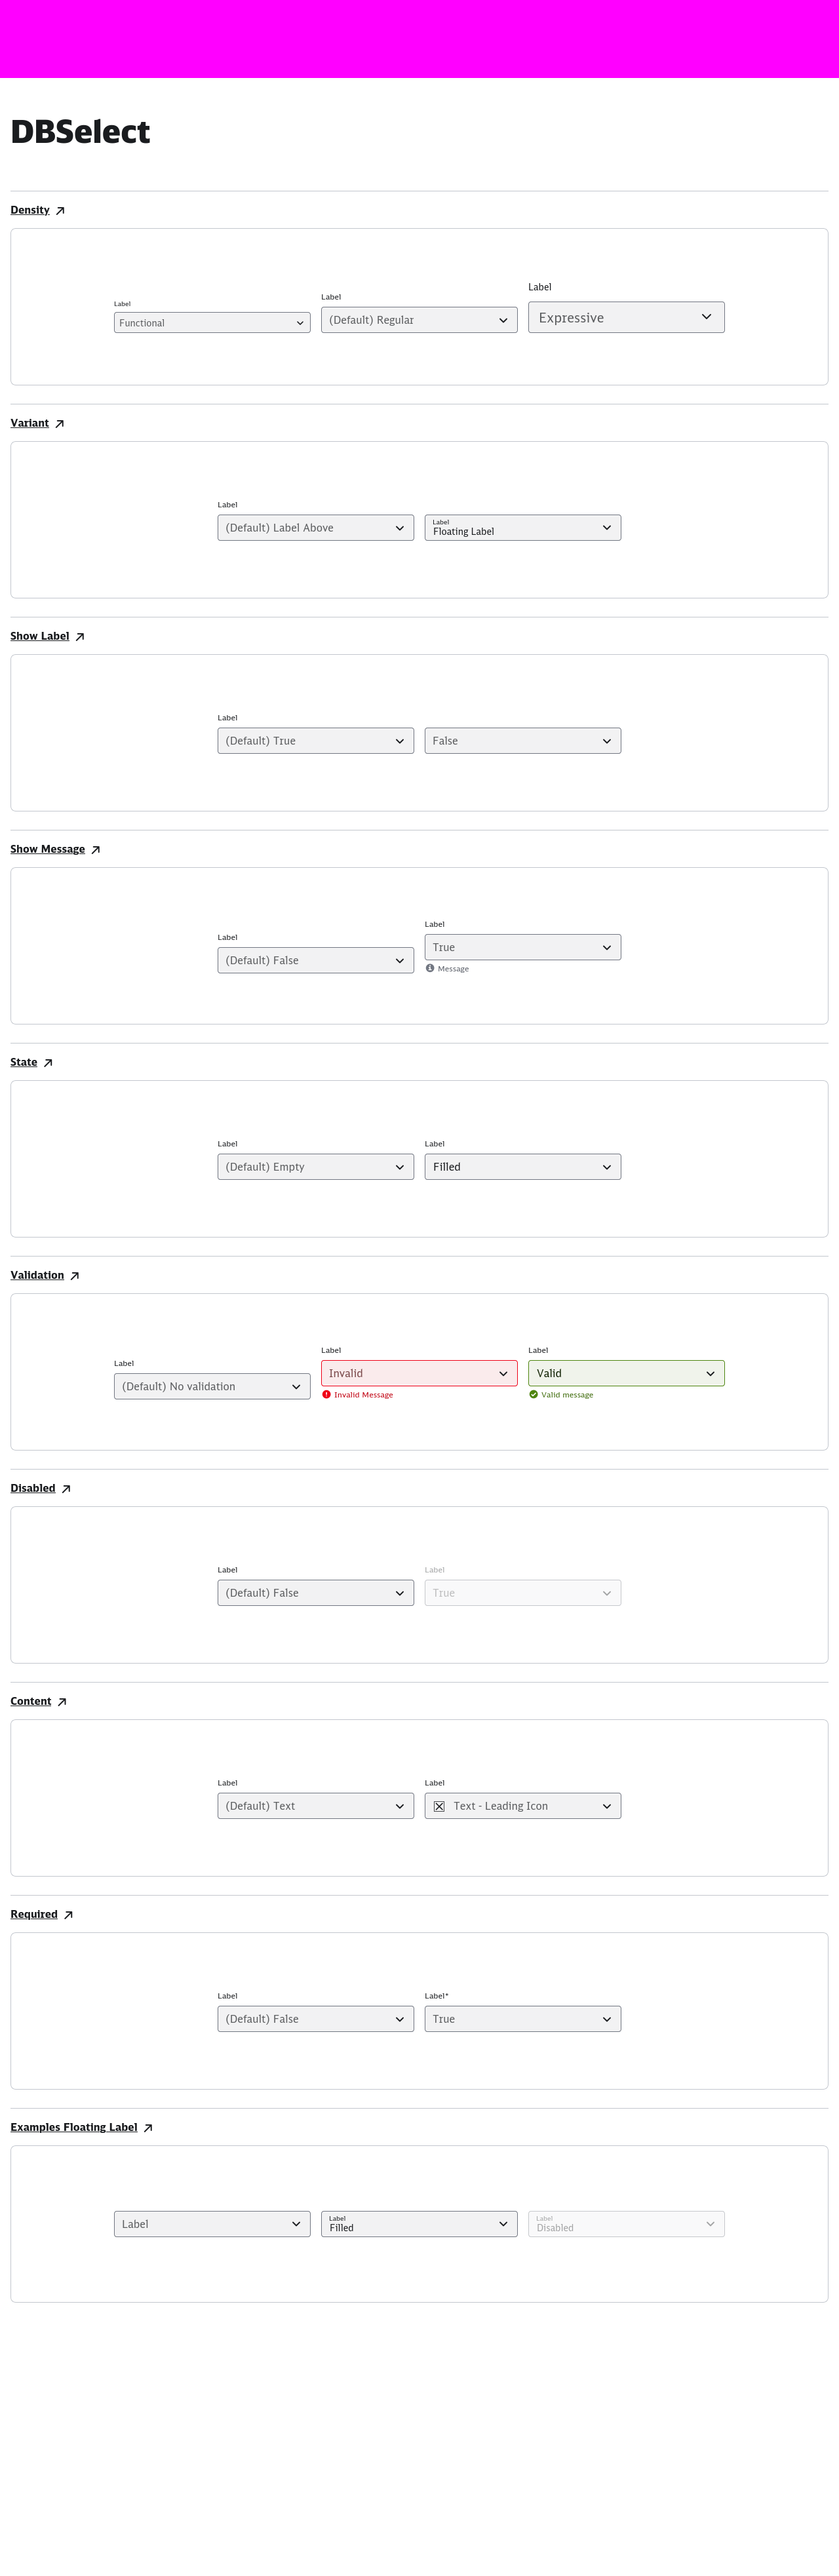 DBSelect
Density
Label
Functional
Label
(Default) Regular
Label
Expressive
Variant
Label
(Default) Label Above
Label
Floating Label
Show Label
Label
(Default) True
False
Show Message
Label
(Default) False
Label
True
Message
State
Label
(Default) Empty
Label
Filled
Validation
Label
(Default) No validation
Label
Invalid
Invalid Message
Label
Valid
Valid message
Disabled
Label
(Default) False
Label
True
Content
Label
(Default) Text
Label
Text - Leading Icon
Required
Label
(Default) False
Label*
True
Examples Floating Label
Label
Label
Filled
Label
Disabled